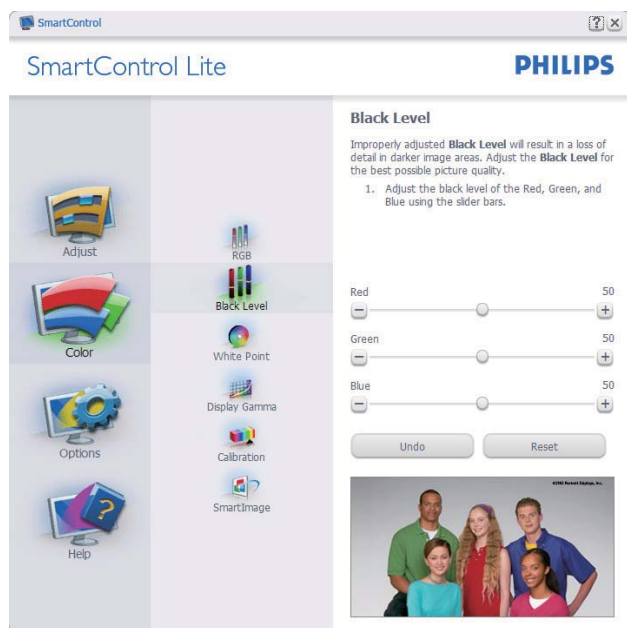 SmartControl
SmartControl Lite
PHILIPS
Adjust
Color
Options
Help
RGB
Black Level
White Point
Display Gamma
Calibration
SmartImage
Black Level
Improperly adjusted Black Level will result in a loss of
detail in darker image areas. Adjust the Black Level for
the best possible picture quality.
1. Adjust the black level of the Red, Green, and
Blue using the slider bars.
Red 50
Green 50
Blue 50
Undo Reset